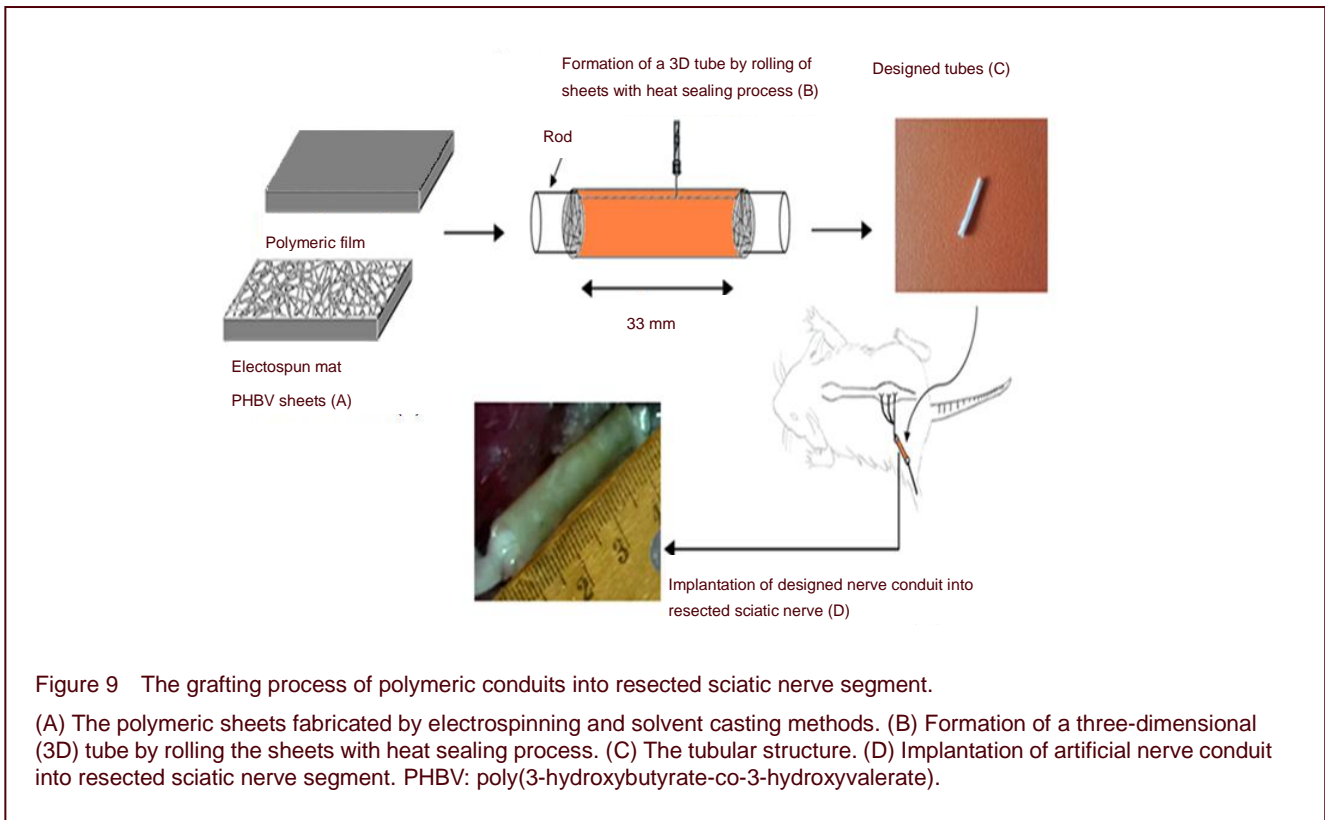 Formation of a 3D tube by rolling of
sheets with heat sealing process (B)
Designed tubes (C)
Rod
Polymeric film
33 mm
Electospun mat
PHBV sheets (A)
2
3
4
Implantation of designed nerve conduit into
resected sciatic nerve (D)
Figure 9 The grafting process of polymeric conduits into resected sciatic nerve segment.
(A) The polymeric sheets fabricated by electrospinning and solvent casting methods. (B) Formation of a three-dimensional
(3D) tube by rolling the sheets with heat sealing process. (C) The tubular structure. (D) Implantation of artificial nerve conduit
into resected sciatic nerve segment. PHBV: poly(3-hydroxybutyrate-co-3-hydroxyvalerate).